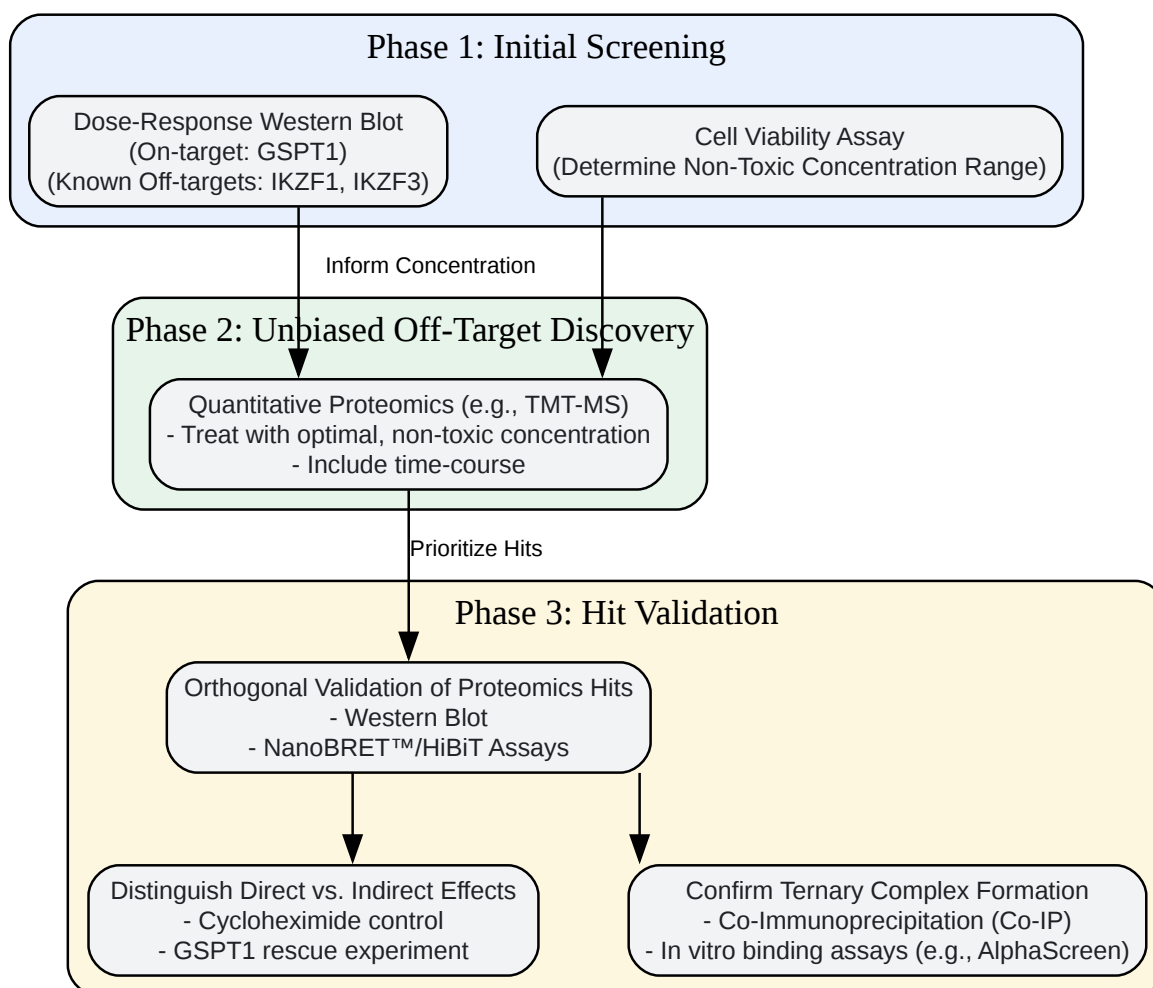 Phase 1: Initial Screening
Dose-Response Western Blot
(On-target: GSPT1)
(Known Off-targets: IKZF1, IKZF3)
Cell Viability Assay
(Determine Non-Toxic Concentration Range)
Inform Concentration
Phase 2: Unbiased Off-Target Discovery
Quantitative Proteomics (e.g., TMT-MS)
- Treat with optimal, non-toxic concentration
- Include time-course
Prioritize Hits
Phase 3: Hit Validation
Orthogonal Validation of Proteomics Hits
- Western Blot
- NanoBRET™/HiBiT Assays
Distinguish Direct vs. Indirect Effects
- Cycloheximide control
- GSPT1 rescue experiment
Confirm Ternary Complex Formation
- Co-Immunoprecipitation (Co-IP)
- In vitro binding assays (e.g., AlphaScreen)